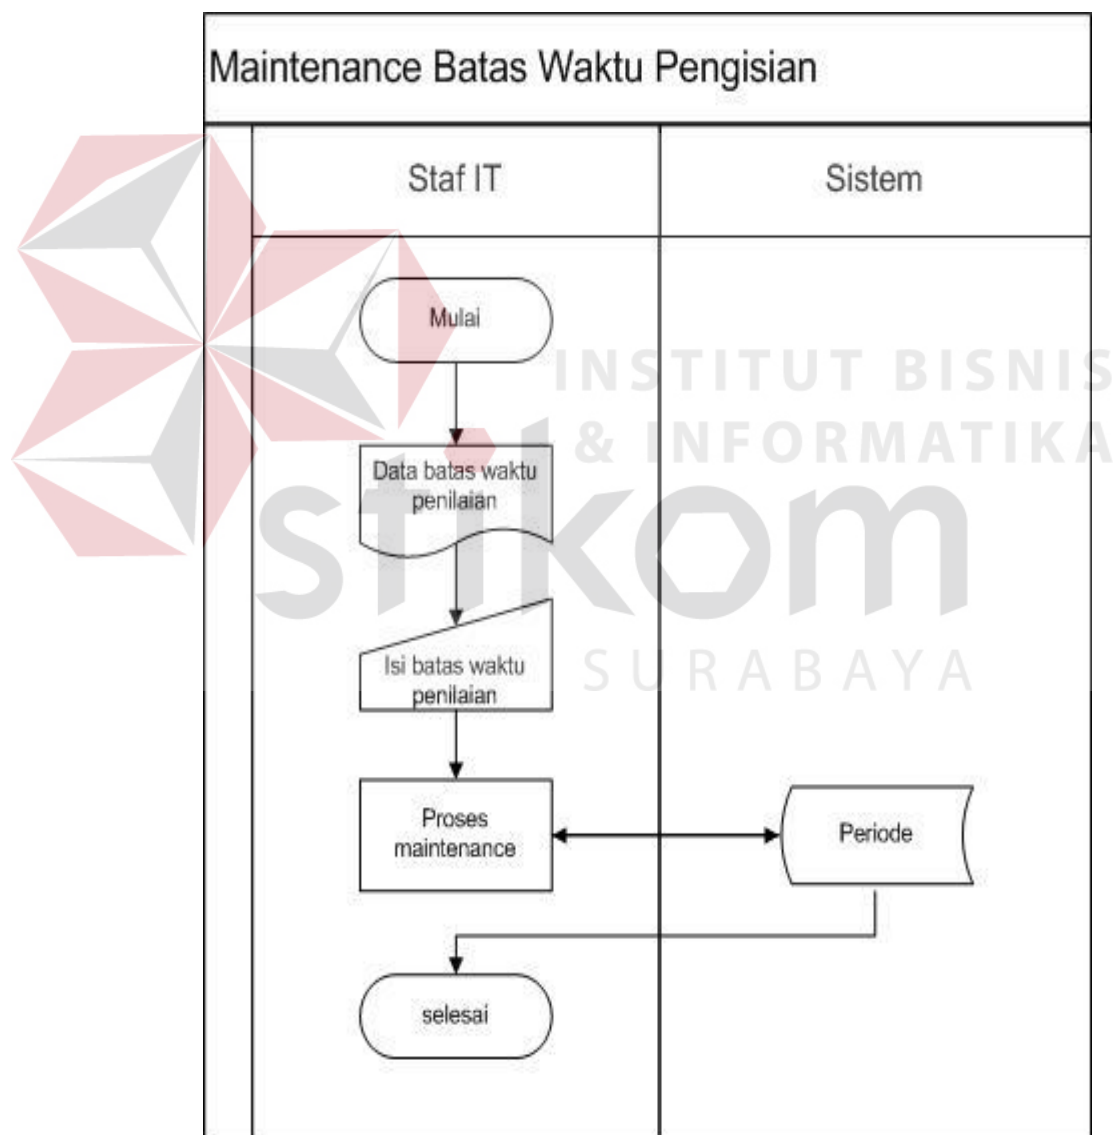 Maintenance Batas Waktu Pengisian
Staf IT
Sistem
Mulai
INSTITUT BISNIS
& INFORMATIKA
stikom
SURABAYA
Data batas waktu
penilaian
Isi batas waktu
penilaian
Proses
maintenance
Periode
selesai